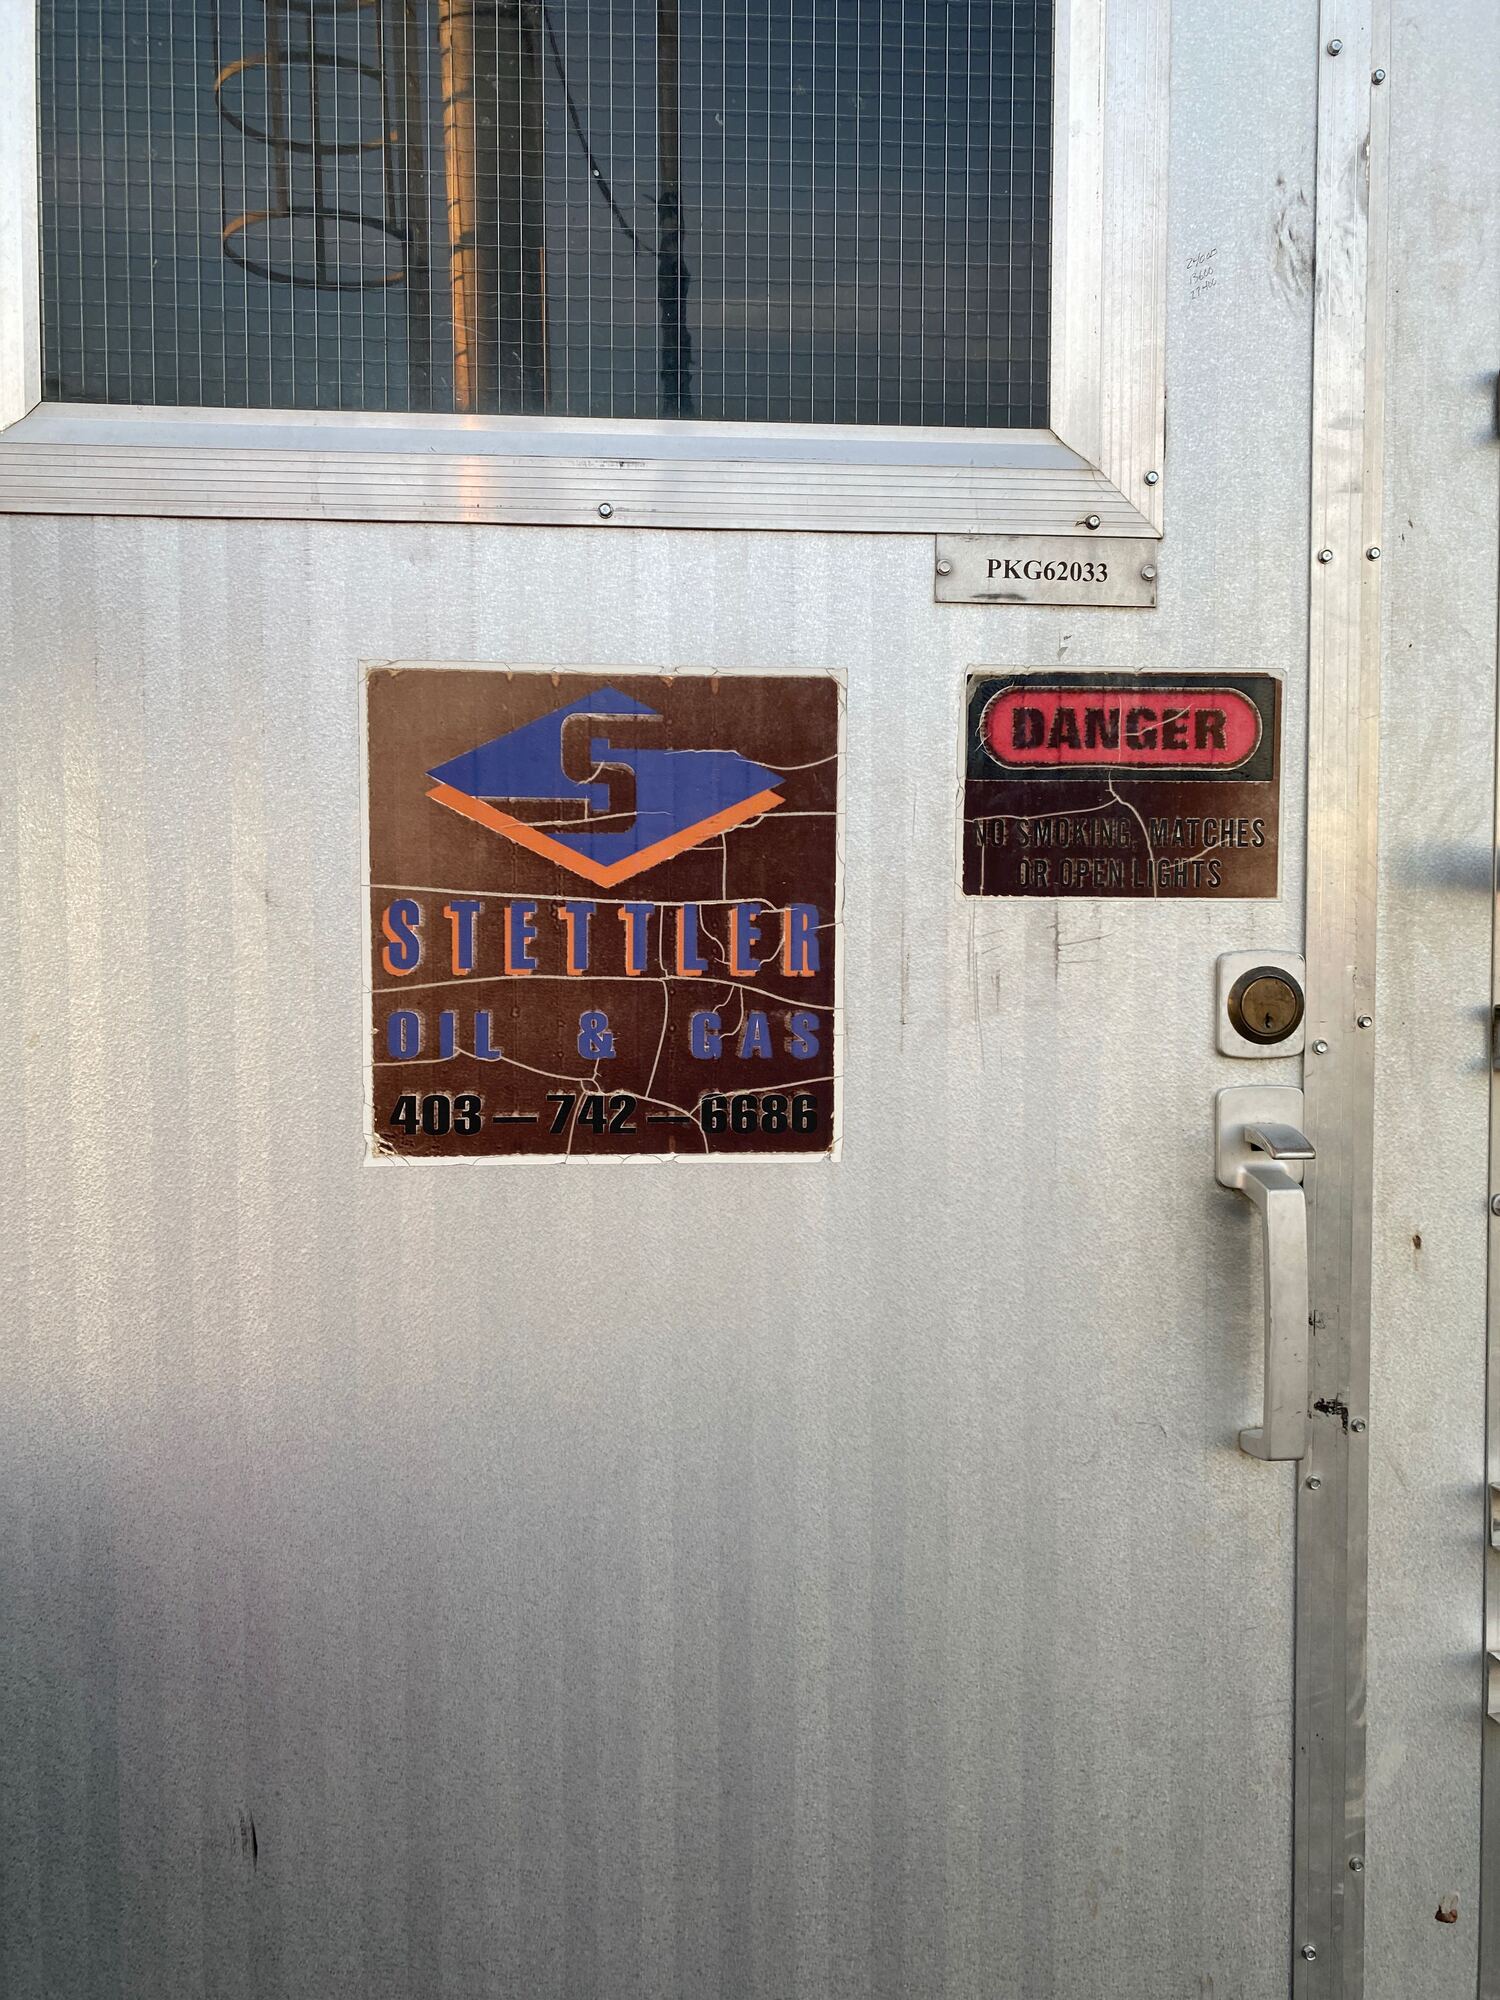 PKG62033
S
STETTLER
OIL & GAS
403-742-6686
DANGER
NO SMOKING, MATCHES
OR OPEN LIGHTS